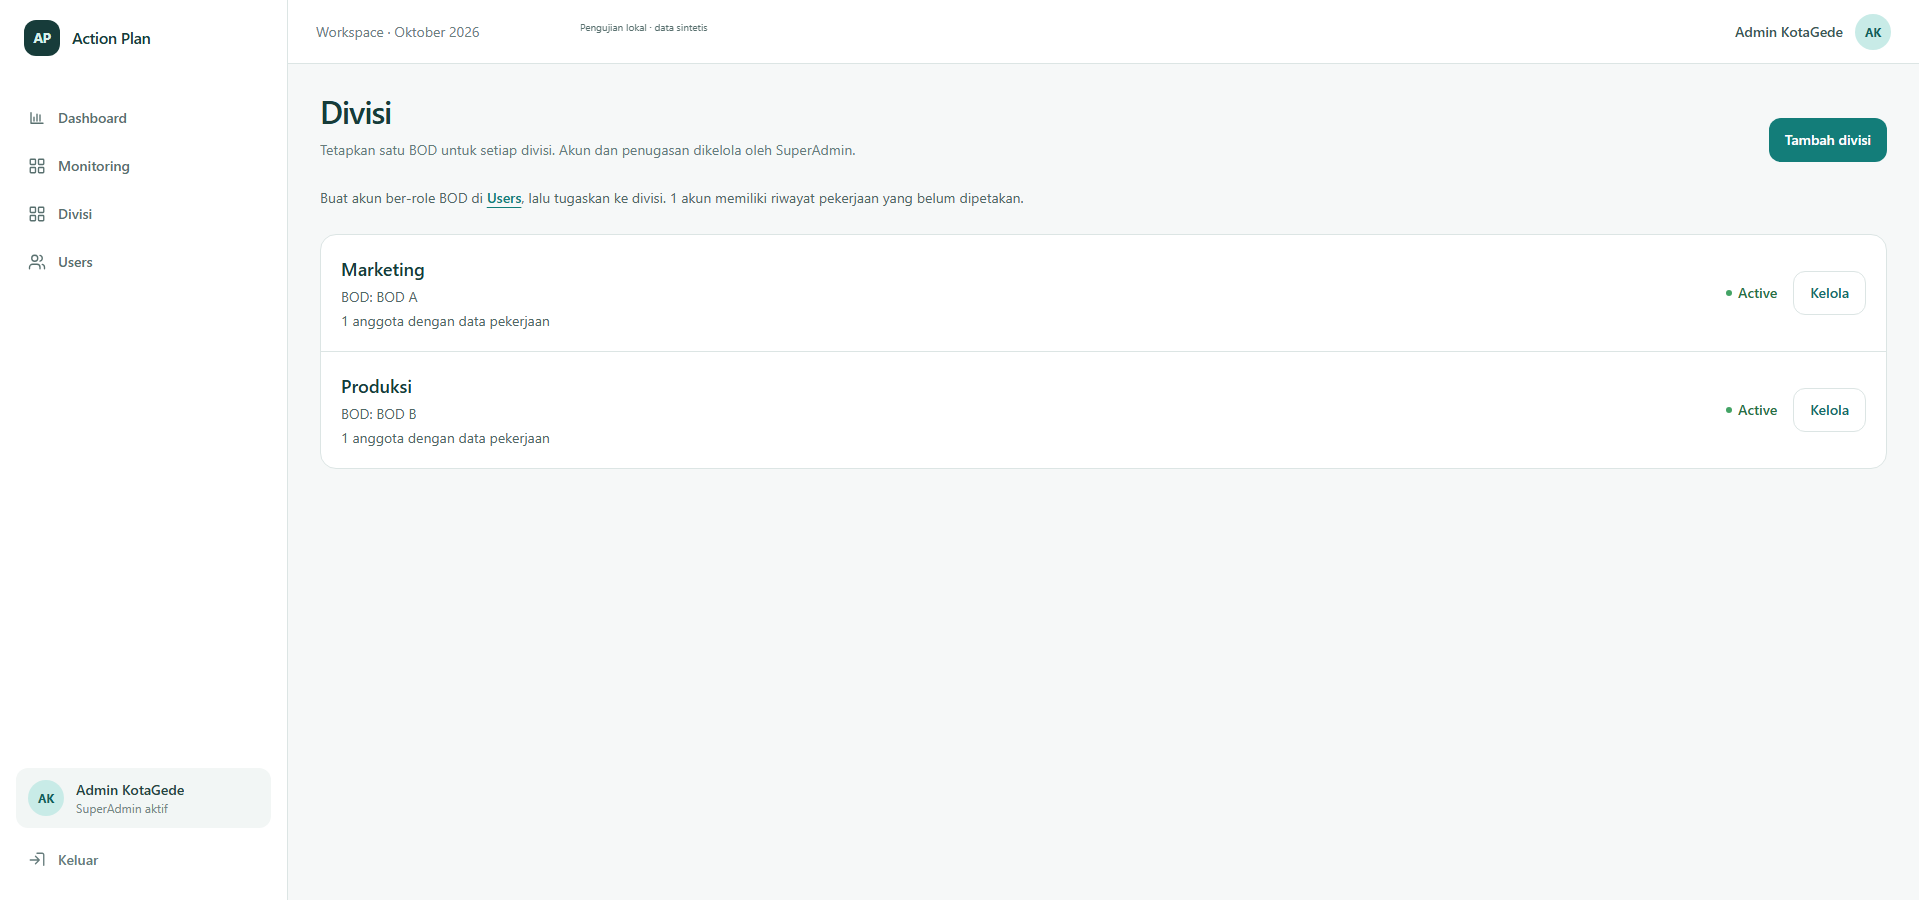 AP Action Plan
Dashboard
Monitoring
Divisi
Users
AK Admin KotaGede
SuperAdmin aktif
Keluar
Workspace · Oktober 2026
Pengujian lokal · data sintetis
Admin KotaGede AK
Divisi
Tetapkan satu BOD untuk setiap divisi. Akun dan penugasan dikelola oleh SuperAdmin.
Tambah divisi
Buat akun ber-role BOD di Users, lalu tugaskan ke divisi. 1 akun memiliki riwayat pekerjaan yang belum dipetakan.
Marketing
BOD: BOD A
1 anggota dengan data pekerjaan
Active Kelola
Produksi
BOD: BOD B
1 anggota dengan data pekerjaan
Active Kelola